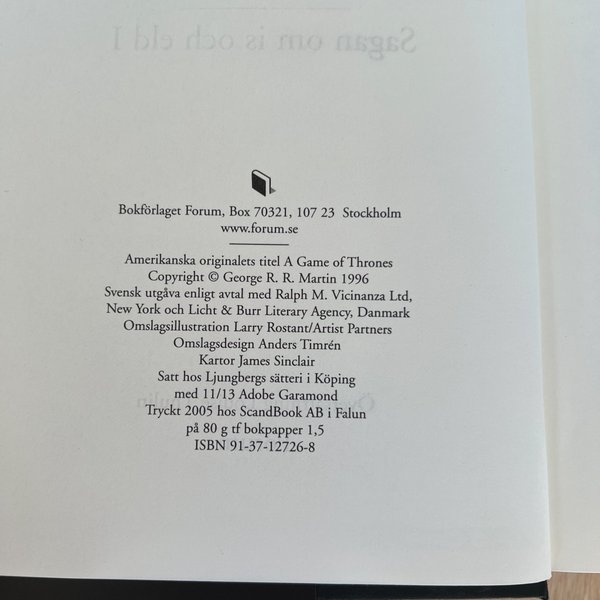 Sagan om is och eld I
Bokförlaget Forum, Box 70321, 107 23 Stockholm
www.forum.se
Amerikanska originalets titel A Game of Thrones
Copyright © George R. R. Martin 1996
Svensk utgåva enligt avtal med Ralph M. Vicinanza Ltd,
New York och Licht & Burr Literary Agency, Danmark
Omslagsillustration Larry Rostant/Artist Partners
Omslagsdesign Anders Timrén
Kartor James Sinclair
Satt hos Ljungbergs sätteri i Köping
med 11/13 Adobe Garamond
Tryckt 2005 hos ScandBook AB i Falun
på 80 g tf bokpapper 1,5
ISBN 91-37-12726-8